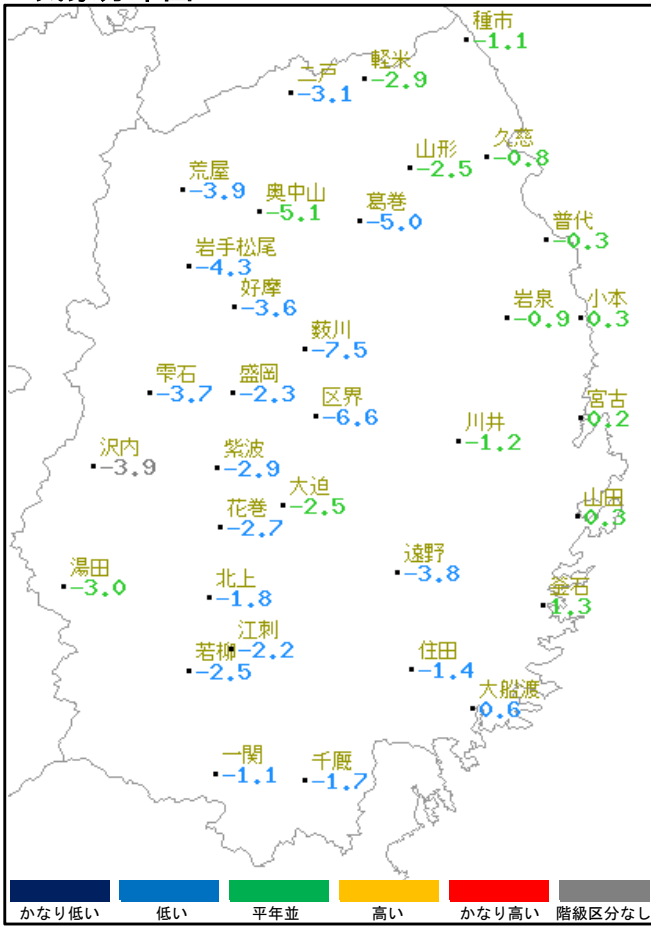 種市
-1.1
軽米
-2.9
二戸
-3.1
久慈
-0.8
山形
-2.5
荒屋
-3.9
奥中山
-5.1
葛巻
-5.0
普代
-0.3
岩手松尾
-4.3
好摩
-3.6
岩泉
-0.9
小本
0.3
薮川
-7.5
雫石
-3.7
盛岡
-2.3
区界
-6.6
宮古
0.2
川井
-1.2
沢内
-3.9
紫波
-2.9
大迫
-2.5
山田
0.3
花巻
-2.7
遠野
-3.8
湯田
-3.0
北上
-1.8
釜石
1.3
江刺
-2.2
若柳
-2.5
住田
-1.4
大船渡
0.6
一関
-1.1
千厩
-1.7
かなり低い 低い 平年並 高い かなり高い 階級区分なし